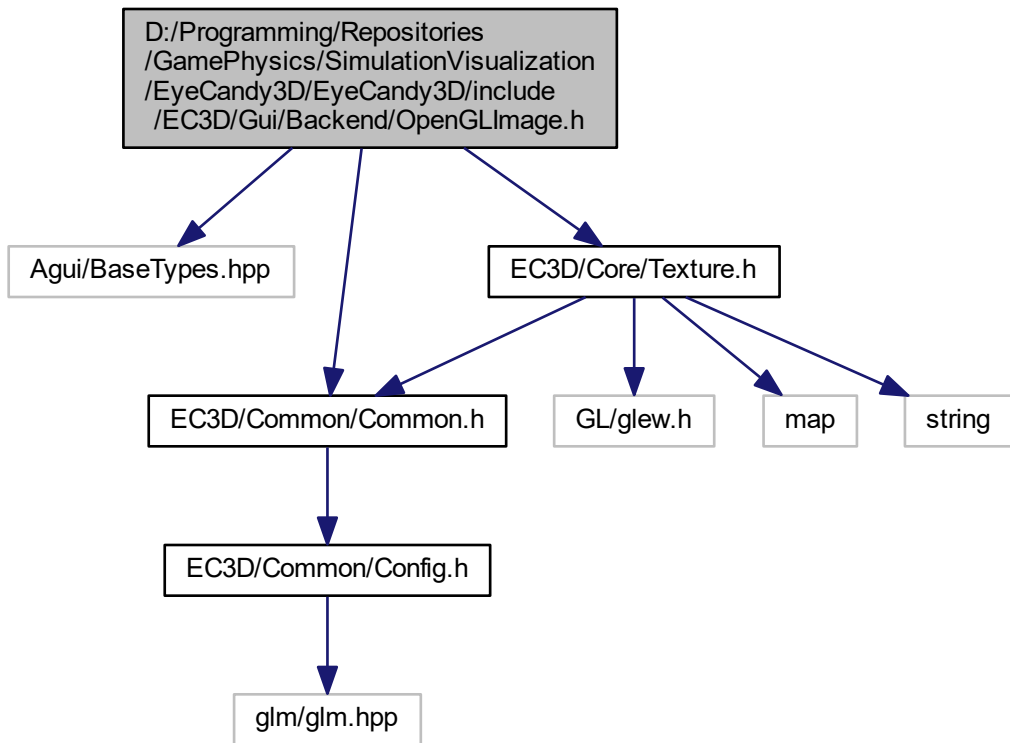 D:/Programming/Repositories
/GamePhysics/SimulationVisualization
/EyeCandy3D/EyeCandy3D/include
/EC3D/Gui/Backend/OpenGLImage.h
Agui/BaseTypes.hpp
EC3D/Core/Texture.h
EC3D/Common/Common.h
GL/glew.h
map
string
EC3D/Common/Config.h
glm/glm.hpp